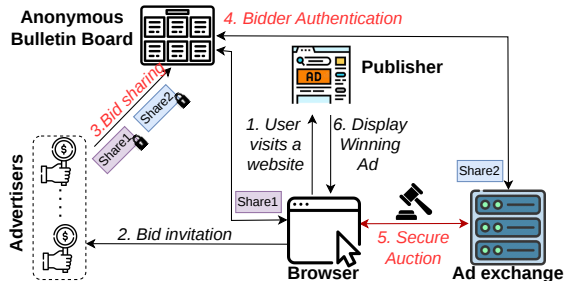 Anonymous
Bulletin Board
4. Bidder Authentication
Publisher
AD
3.Bid sharing
Share1
Share2
1. User
visits a
website
6. Display
Winning
Ad
Share1
Share2
Advertisers
2. Bid invitation
5. Secure
Auction
Browser
Ad exchange